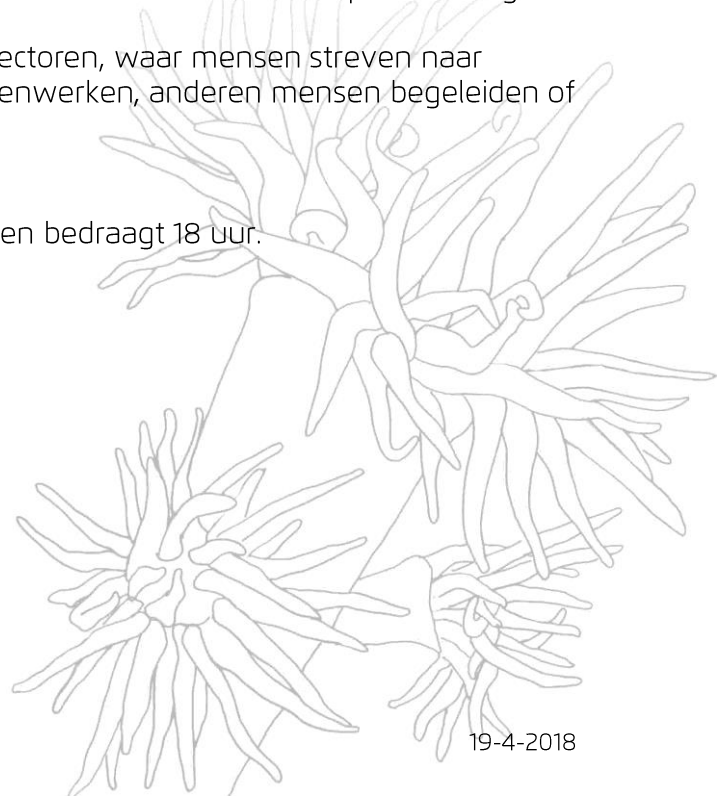 ectoren, waar mensen streven naar
enwerken, anderen mensen begeleiden of
en bedraagt 18 uur.
19-4-2018